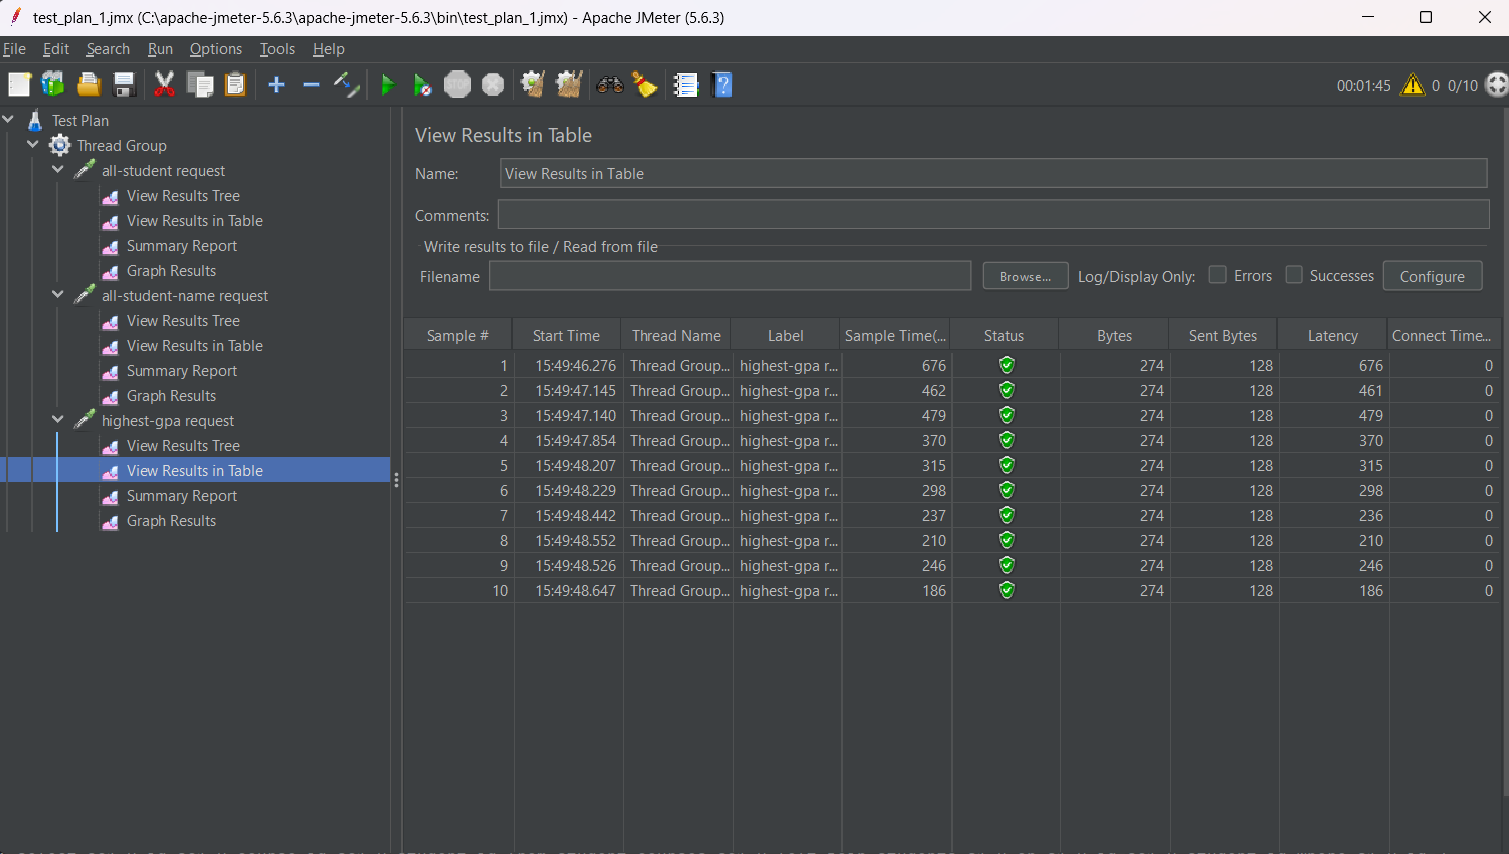 test_plan_1.jmx (C:\apache-jmeter-5.6.3\apache-jmeter-5.6.3\bin\test_plan_1.jmx) - Apache JMeter (5.6.3)
File Edit Search Run Options Tools Help
STOP 00:01:45 0 0/10
Test Plan
Thread Group
all-student request
View Results Tree
View Results in Table
Summary Report
Graph Results
all-student-name request
View Results Tree
View Results in Table
Summary Report
Graph Results
highest-gpa request
View Results Tree
View Results in Table
Summary Report
Graph Results
View Results in Table
Name: View Results in Table
Comments:
Write results to file / Read from file
Filename Browse... Log/Display Only: Errors Successes Configure
Sample # Start Time Thread Name Label Sample Time(... Status Bytes Sent Bytes Latency Connect Time...
1 15:49:46.276 Thread Group... highest-gpa r... 676 274 128 676 0
2 15:49:47.145 Thread Group... highest-gpa r... 462 274 128 461 0
3 15:49:47.140 Thread Group... highest-gpa r... 479 274 128 479 0
4 15:49:47.854 Thread Group... highest-gpa r... 370 274 128 370 0
5 15:49:48.207 Thread Group... highest-gpa r... 315 274 128 315 0
6 15:49:48.229 Thread Group... highest-gpa r... 298 274 128 298 0
7 15:49:48.442 Thread Group... highest-gpa r... 237 274 128 236 0
8 15:49:48.552 Thread Group... highest-gpa r... 210 274 128 210 0
9 15:49:48.526 Thread Group... highest-gpa r... 246 274 128 246 0
10 15:49:48.647 Thread Group... highest-gpa r... 186 274 128 186 0